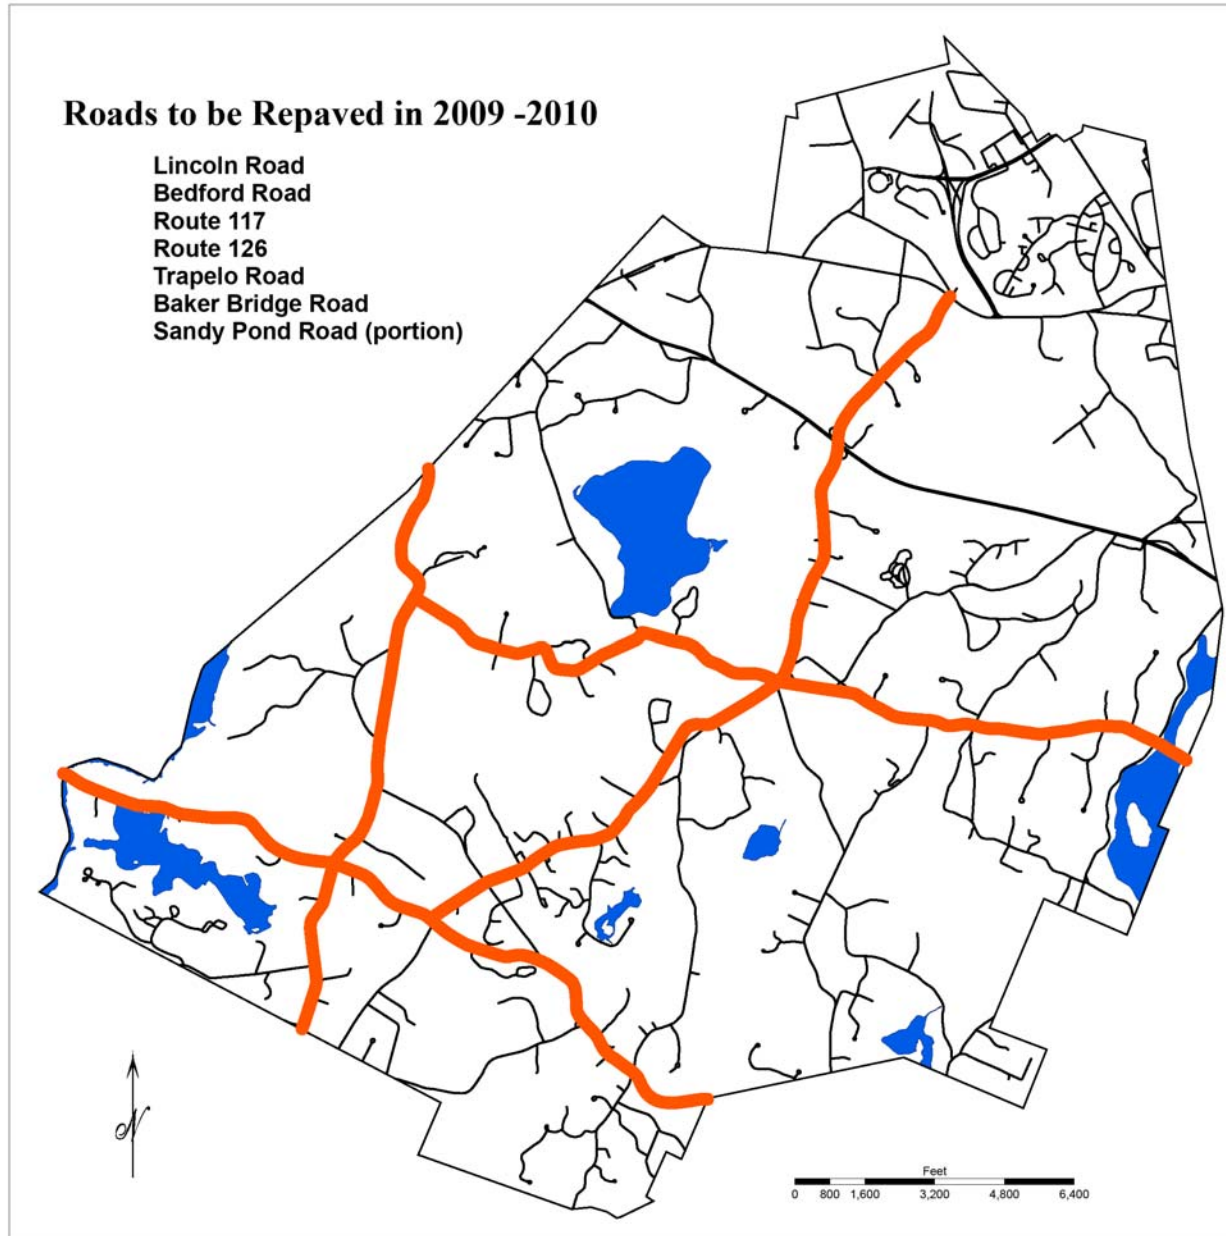 Roads to be Repaved in 2009 -2010
Lincoln Road
Bedford Road
Route 117
Route 126
Trapelo Road
Baker Bridge Road
Sandy Pond Road (portion)
N
Feet
0 800 1,600 3,200 4,800 6,400